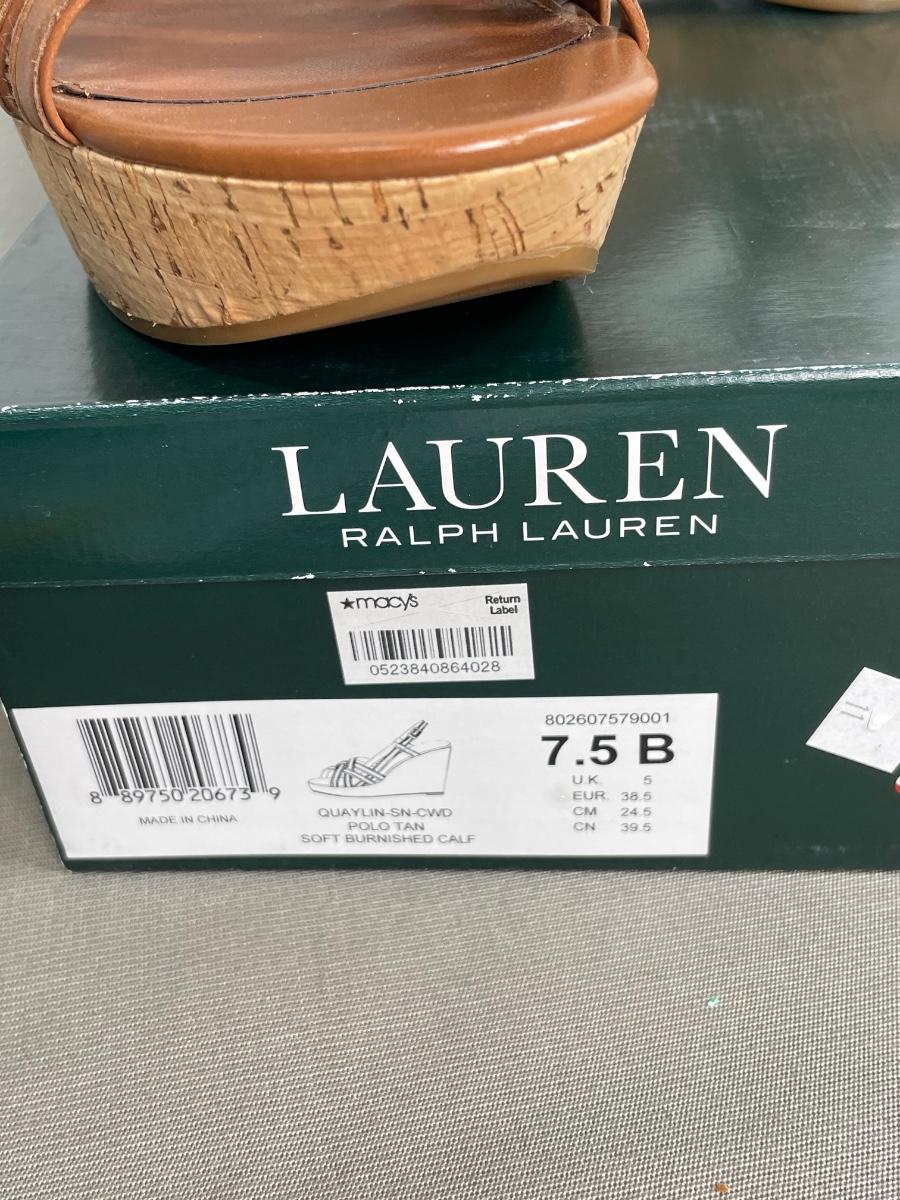 LAUREN
RALPH LAUREN
★macy's Return
Label
0523840864028
8 89750 20673 9
MADE IN CHINA
QUAYLIN-SN-CWD
POLO TAN
SOFT BURNISHED CALF
802607579001
7.5 B
U.K. 5
EUR. 38.5
CM 24.5
CN 39.5